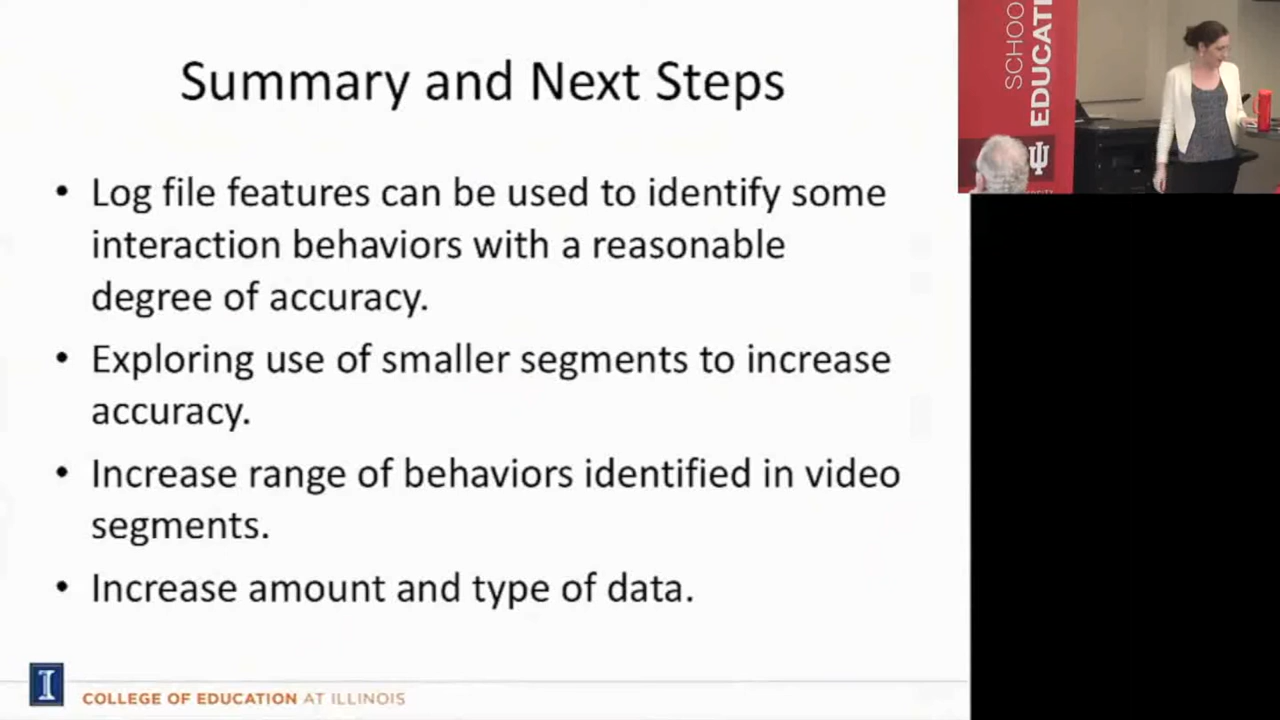 Summary and Next Steps
• Log file features can be used to identify some
interaction behaviors with a reasonable
degree of accuracy.
• Exploring use of smaller segments to increase
accuracy.
• Increase range of behaviors identified in video
segments.
• Increase amount and type of data.
I
COLLEGE OF EDUCATION AT ILLINOIS
SCHOO
EDUCATI